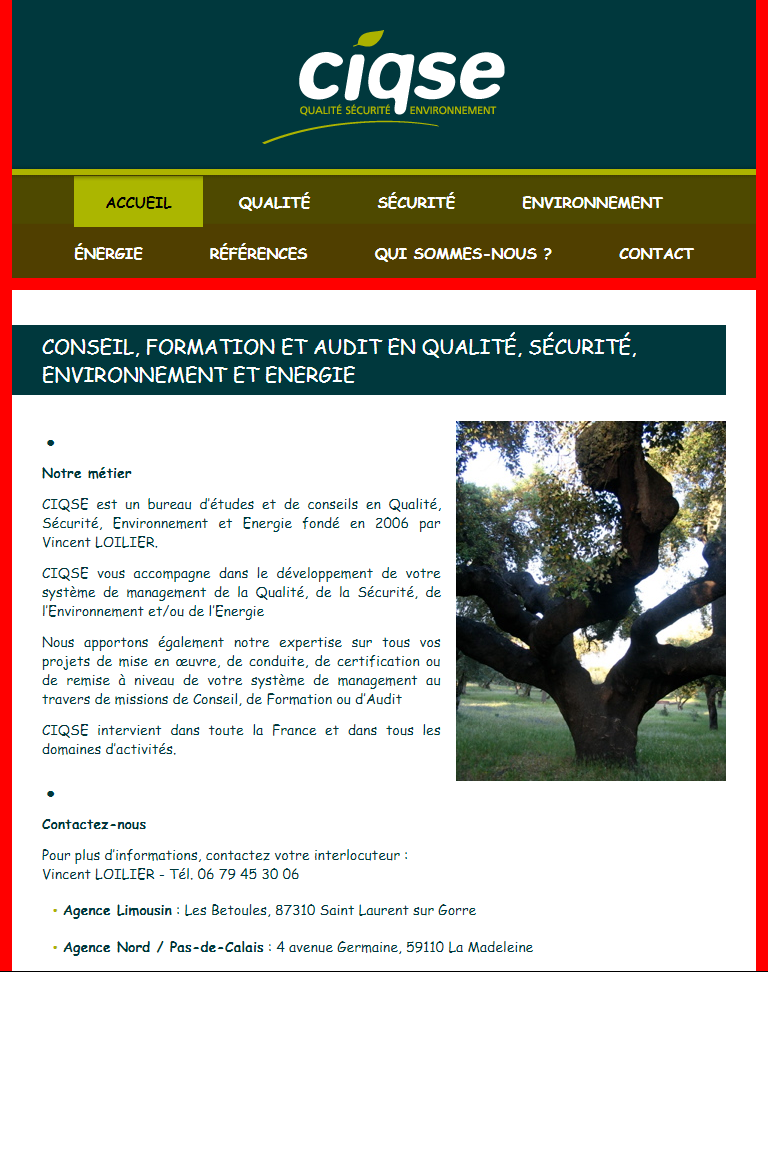 ciqse
QUALITÉ SÉCURITÉ ENVIRONNEMENT
ACCUEIL QUALITÉ SÉCURITÉ ENVIRONNEMENT
ÉNERGIE RÉFÉRENCES QUI SOMMES-NOUS ? CONTACT
CONSEIL, FORMATION ET AUDIT EN QUALITÉ, SÉCURITÉ,
ENVIRONNEMENT ET ENERGIE
•
Notre métier
CIQSE est un bureau d’études et de conseils en Qualité,
Sécurité, Environnement et Energie fondé en 2006 par
Vincent LOILIER.
CIQSE vous accompagne dans le développement de votre
système de management de la Qualité, de la Sécurité, de
l’Environnement et/ou de l’Energie
Nous apportons également notre expertise sur tous vos
projets de mise en œuvre, de conduite, de certification ou
de remise à niveau de votre système de management au
travers de missions de Conseil, de Formation ou d’Audit
CIQSE intervient dans toute la France et dans tous les
domaines d’activités.
•
Contactez-nous
Pour plus d’informations, contactez votre interlocuteur :
Vincent LOILIER - Tél. 06 79 45 30 06
• Agence Limousin : Les Betoules, 87310 Saint Laurent sur Gorre
• Agence Nord / Pas-de-Calais : 4 avenue Germaine, 59110 La Madeleine